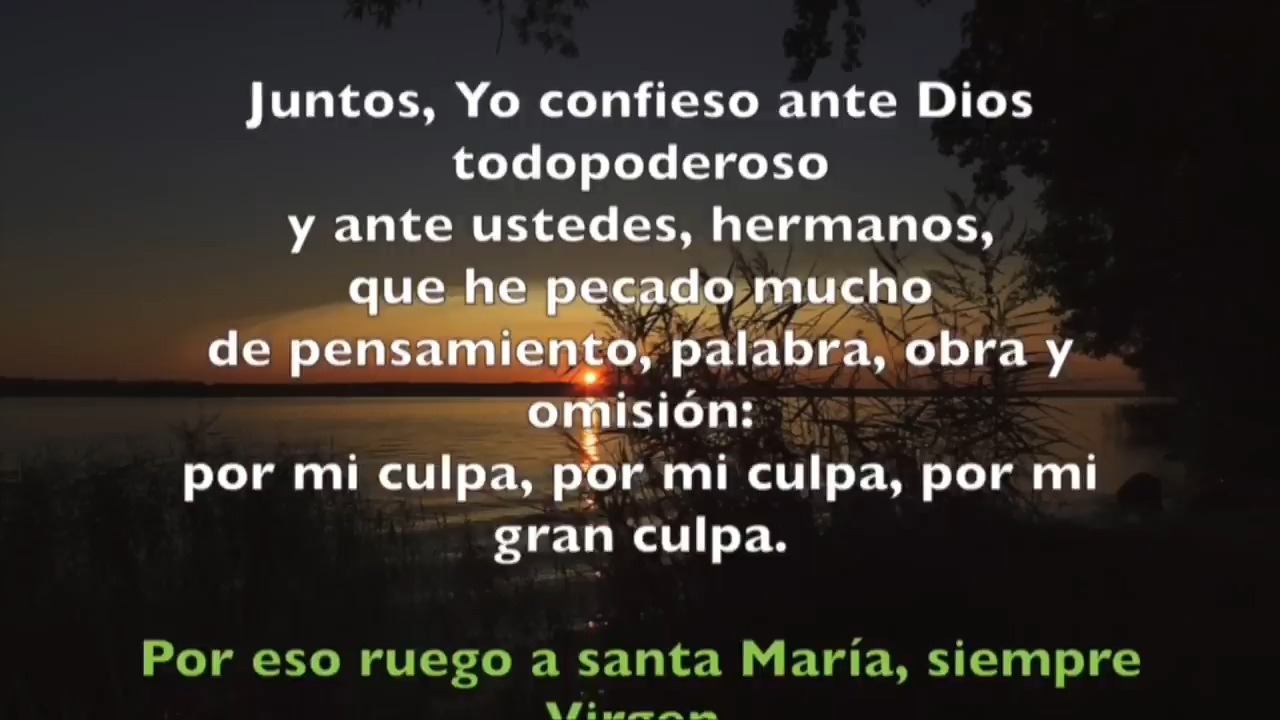 Juntos, Yo confieso ante Dios
todopoderoso
y ante ustedes, hermanos,
que he pecado mucho
de pensamiento, palabra, obra y
omisión:
por mi culpa, por mi culpa, por mi
gran culpa.
Por eso ruego a santa María, siempre
Virgen